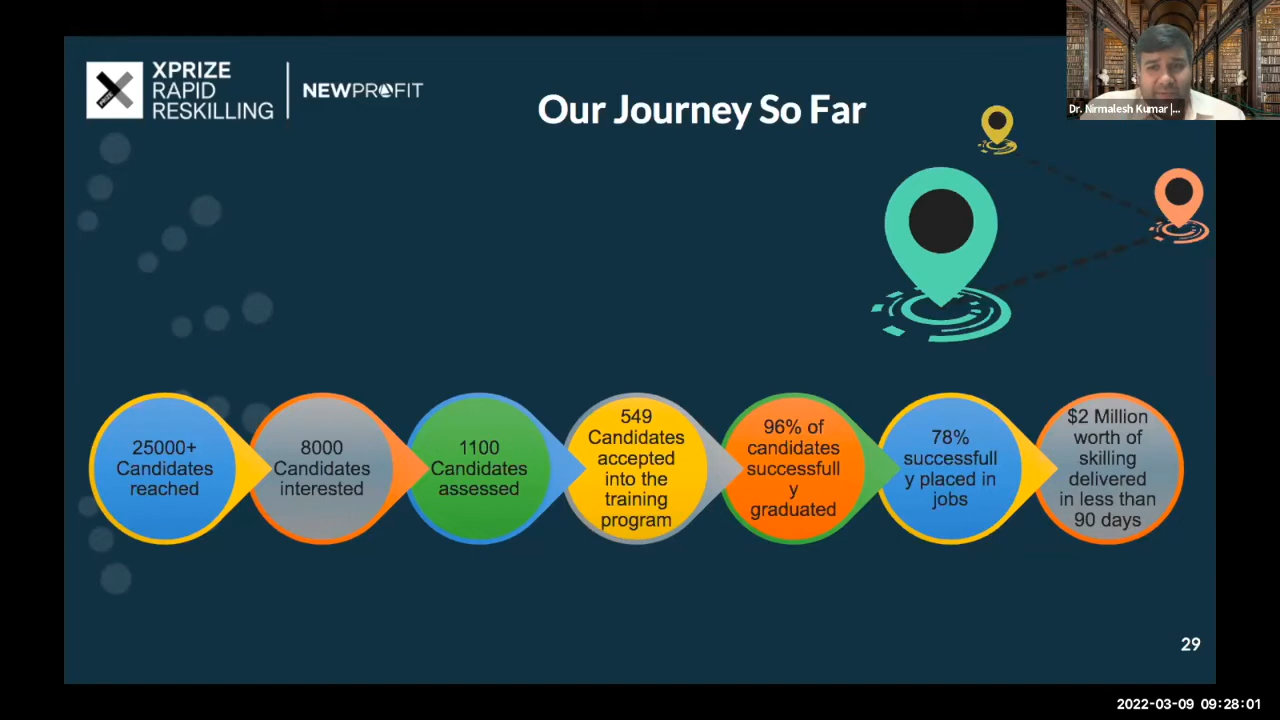 XPRIZE
RAPID
RESKILLING
NEWPROFIT
Our Journey So Far
Dr. Nirmalesh Kumar |...
25000+
Candidates
reached
8000
Candidates
interested
1100
Candidates
assessed
549
Candidates
accepted
into the
training
program
96% of
candidates
successfull
y
graduated
78%
successfull
y placed in
jobs
$2 Million
worth of
skilling
delivered
in less than
90 days
29
2022-03-09 09:28:01